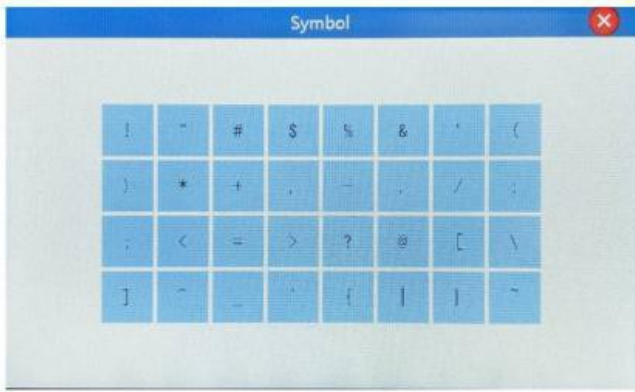 Symbol
! " # $ % & ' (
) * + , - . / :
; < = > ? @ [ \
] ^ _ ` { | } ~